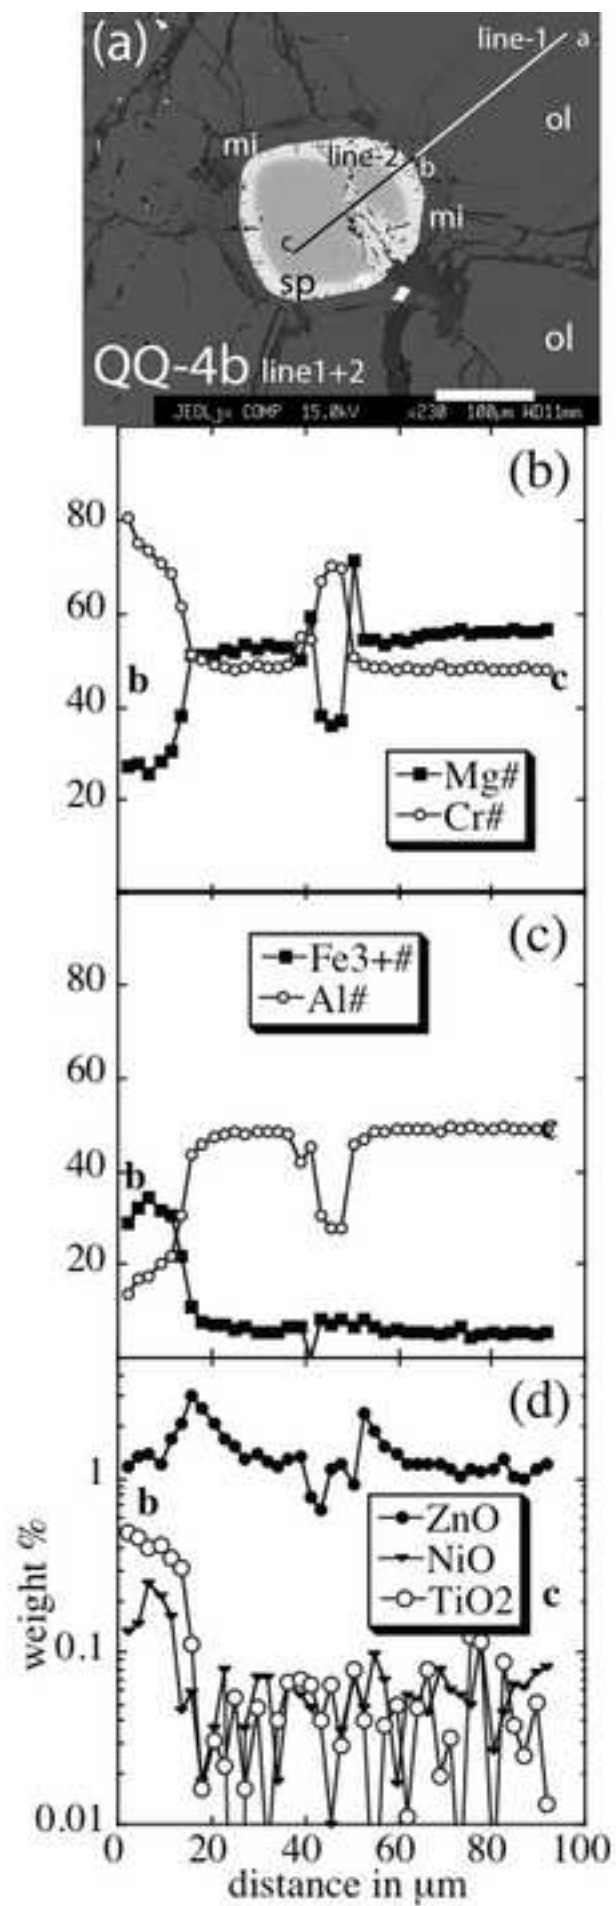 (a)
line-1 a
ol
mi line-2 b
mi
c
sp
ol
QQ-4b line1+2
JEOLjx COMP 15.0kV x230 100μm WD11mm
(b)
80
60
b c
40
Mg#
Cr#
20
(c)
Fe3+#
Al#
80
60
b c
40
20
(d)
1
b
ZnO
NiO
TiO2
c
weight %
0.1
0.01
0 20 40 60 80 100
distance in μm